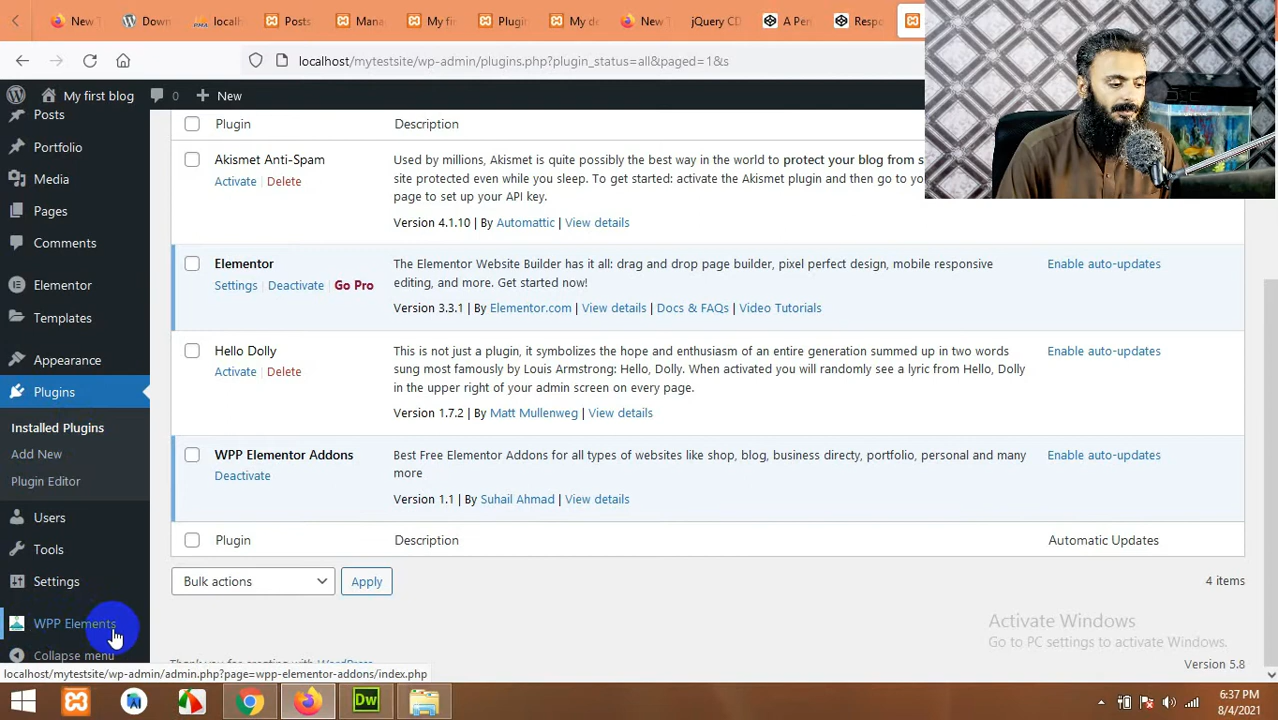 New T
Down
local
Posts
Mana
My fi
Plugin
My de
New T
jQuery CD
A Per
Respo
localhost/mytestsite/wp-admin/plugins.php?plugin_status=all&paged=1&s
My first blog
0
New
Posts
Portfolio
Media
Pages
Comments
Elementor
Templates
Appearance
Plugins
Installed Plugins
Add New
Plugin Editor
Users
Tools
Settings
WPP Elements
Collapse menu
Plugin Description
Akismet Anti-Spam
Activate | Delete
Used by millions, Akismet is quite possibly the best way in the world to protect your blog from s
site protected even while you sleep. To get started: activate the Akismet plugin and then go to you
page to set up your API key.
Version 4.1.10 | By Automattic | View details
Elementor
Settings | Deactivate | Go Pro
The Elementor Website Builder has it all: drag and drop page builder, pixel perfect design, mobile responsive
editing, and more. Get started now!
Version 3.3.1 | By Elementor.com | View details | Docs & FAQs | Video Tutorials
Enable auto-updates
Hello Dolly
Activate | Delete
This is not just a plugin, it symbolizes the hope and enthusiasm of an entire generation summed up in two words
sung most famously by Louis Armstrong: Hello, Dolly. When activated you will randomly see a lyric from Hello, Dolly
in the upper right of your admin screen on every page.
Version 1.7.2 | By Matt Mullenweg | View details
Enable auto-updates
WPP Elementor Addons
Deactivate
Best Free Elementor Addons for all types of websites like shop, blog, business directy, portfolio, personal and many
more
Version 1.1 | By Suhail Ahmad | View details
Enable auto-updates
Plugin Description Automatic Updates
Bulk actions Apply 4 items
Activate Windows
Go to PC settings to activate Windows.
Thank you for creating with WordPress
Version 5.8
localhost/mytestsite/wp-admin/admin.php?page=wpp-elementor-addons/index.php
Dw
6:37 PM
8/4/2021